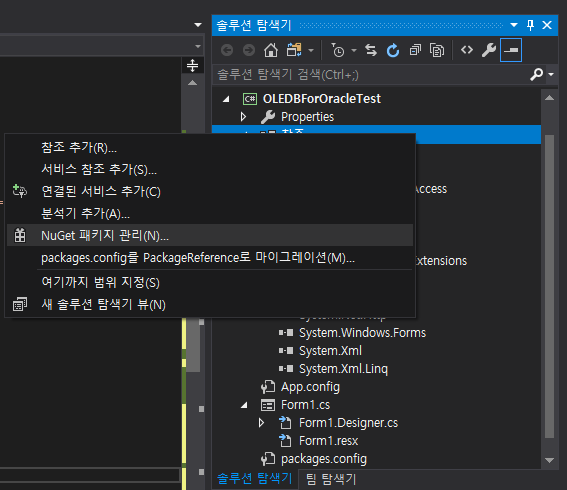 솔루션 탐색기
솔루션 탐색기 검색(Ctrl+;)
C# OLEDBForOracleTest
Properties
참조 추가(R)...
서비스 참조 추가(S)...
연결된 서비스 추가(C)
분석기 추가(A)...
NuGet 패키지 관리(N)...
packages.config를 PackageReference로 마이그레이션(M)...
여기까지 범위 지정(S)
새 솔루션 탐색기 뷰(N)
Access
Extensions
System.Windows.Forms
System.Xml
System.Xml.Linq
App.config
Form1.cs
Form1.Designer.cs
Form1.resx
packages.config
솔루션 탐색기
팀 탐색기